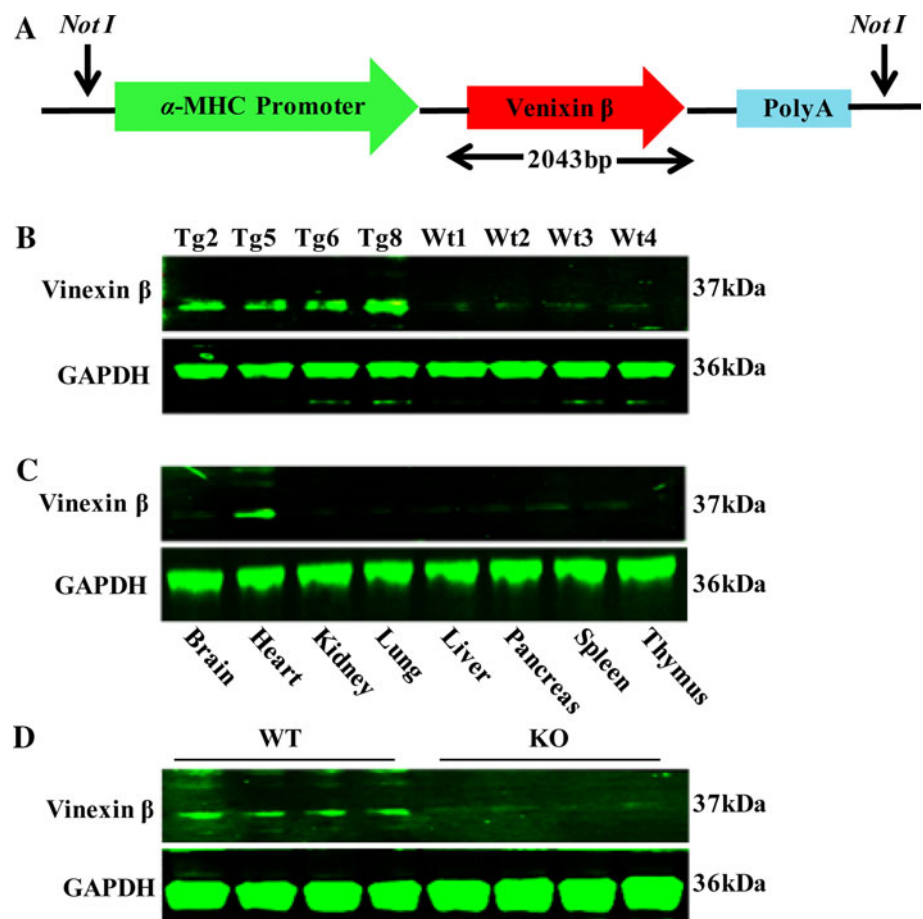 A
Not I
Not I
α-MHC Promoter
Venixin β
PolyA
2043bp
B
Tg2 Tg5 Tg6 Tg8 Wt1 Wt2 Wt3 Wt4
Vinexin β
37kDa
GAPDH
36kDa
C
Vinexin β
37kDa
GAPDH
36kDa
Brain Heart Kidney Lung Liver Pancreas Spleen Thymus
D
WT KO
Vinexin β
37kDa
GAPDH
36kDa